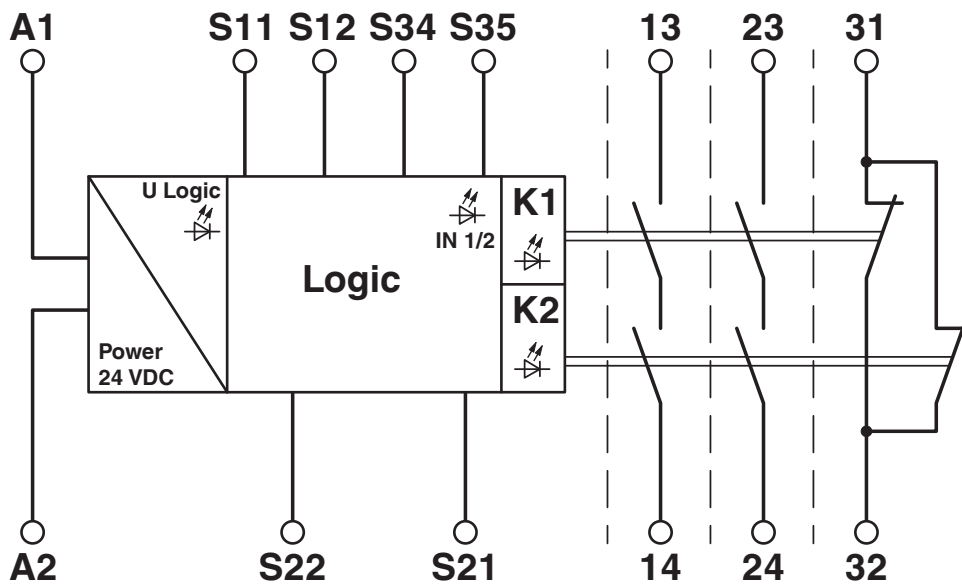 A1 S11 S12 S34 S35 13 23 31
U Logic
K1
IN 1/2
Logic
K2
Power
24 VDC
A2 S22 S21 14 24 32